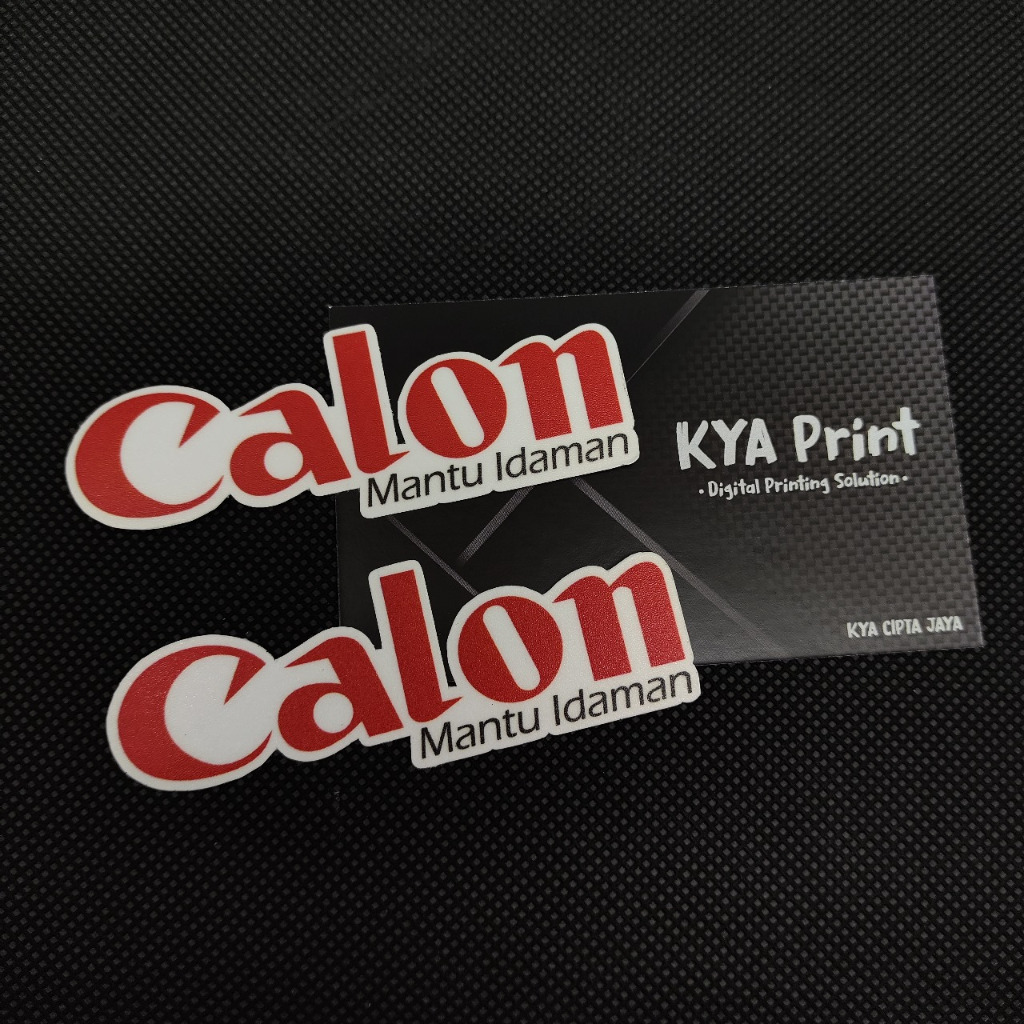 Calon
Mantu Idaman
KYA Print
• Digital Printing Solution •
KYA CIPTA JAYA
Calon
Mantu Idaman